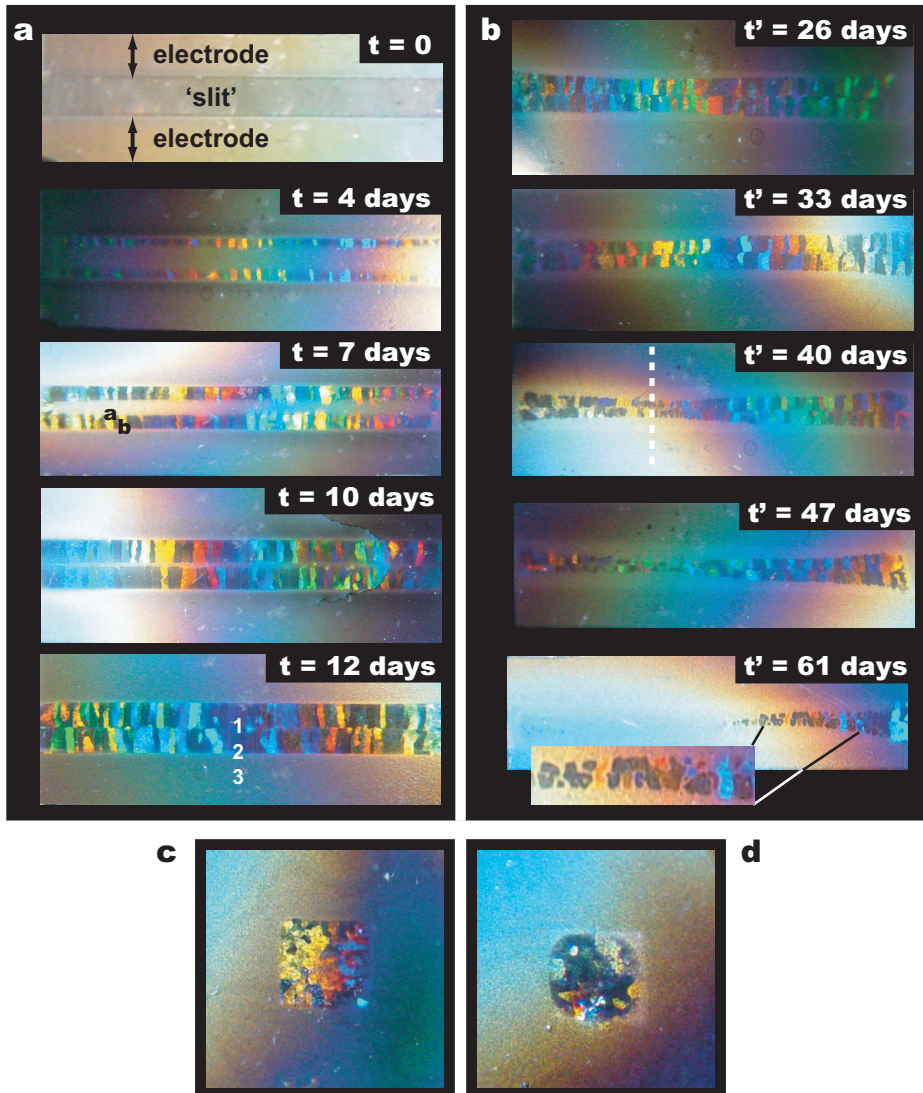 a
t = 0
electrode
‘slit’
electrode
t = 4 days
t = 7 days
a
b
t = 10 days
t = 12 days
1
2
3
b
t’ = 26 days
t’ = 33 days
t’ = 40 days
t’ = 47 days
t’ = 61 days
c
d